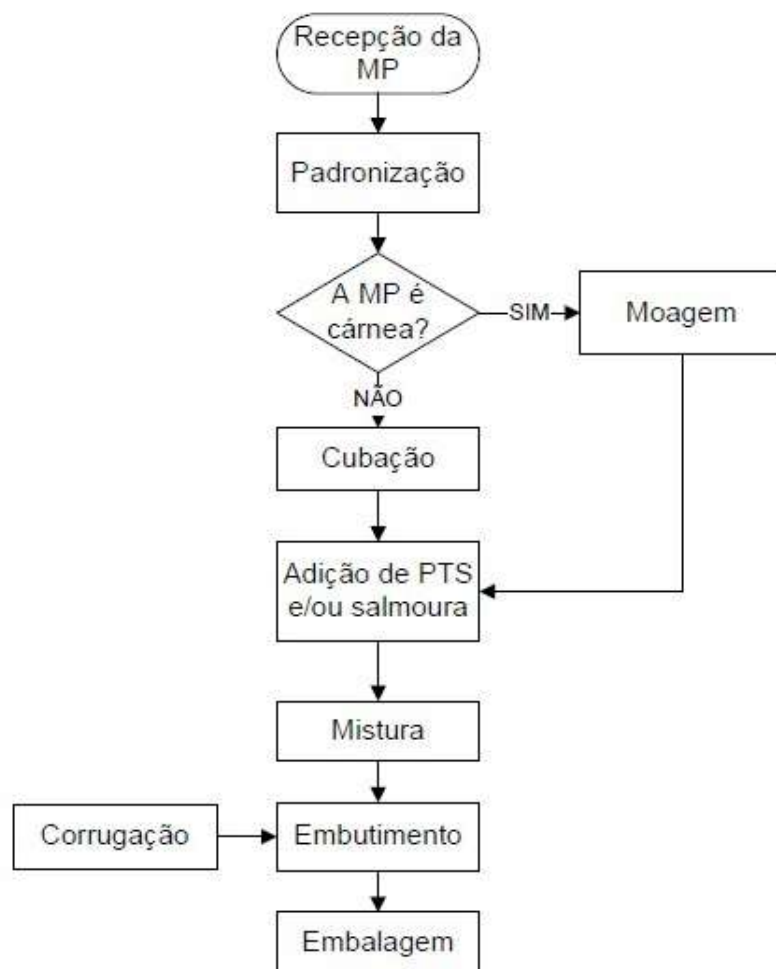 Recepção da
MP
Padronização
A MP é
cárnea?
SIM
Moagem
NÃO
Cubação
Adição de PTS
e/ou salmoura
Mistura
Corrugação
Embutimento
Embalagem